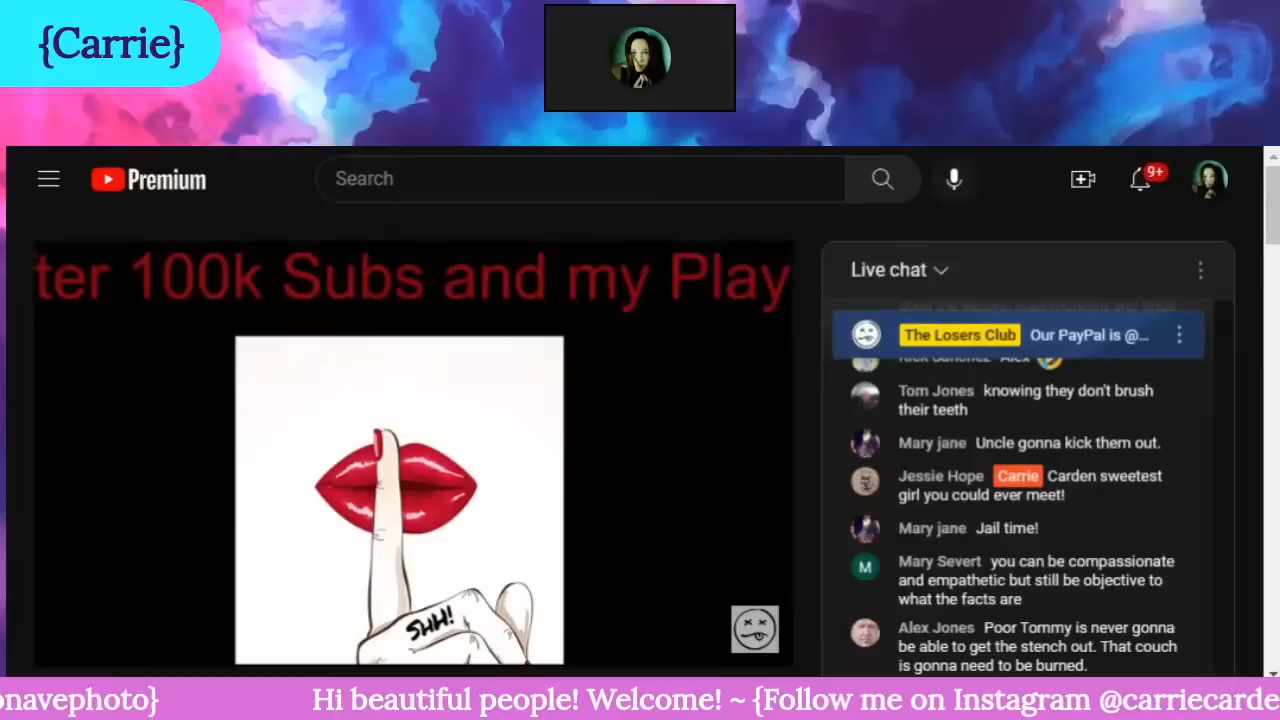 {Carrie}
Premium
Search
9+
ter 100k Subs and my Play
SHH!
Live chat
The Losers Club Our PayPal is @...
Tom Jones knowing they don't brush
their teeth
Mary jane Uncle gonna kick them out.
Jessie Hope Carrie Carden sweetest
girl you could ever meet!
Mary jane Jail time!
M
Mary Severt you can be compassionate
and empathetic but still be objective to
what the facts are
Alex Jones Poor Tommy is never gonna
be able to get the stench out. That couch
is gonna need to be burned.
onavephoto} Hi beautiful people! Welcome! ~ {Follow me on Instagram @carriecarde